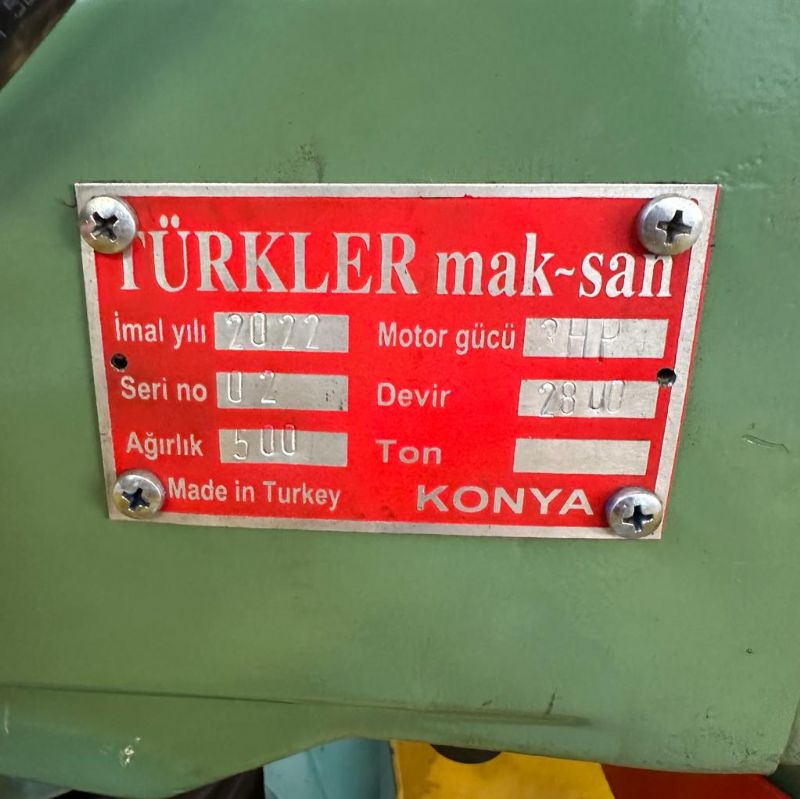 TÜRKLER mak-san
İmal yılı 2022 Motor gücü 3HP
Seri no 02 Devir 2800
Ağırlık 500 Ton
Made in Turkey KONYA